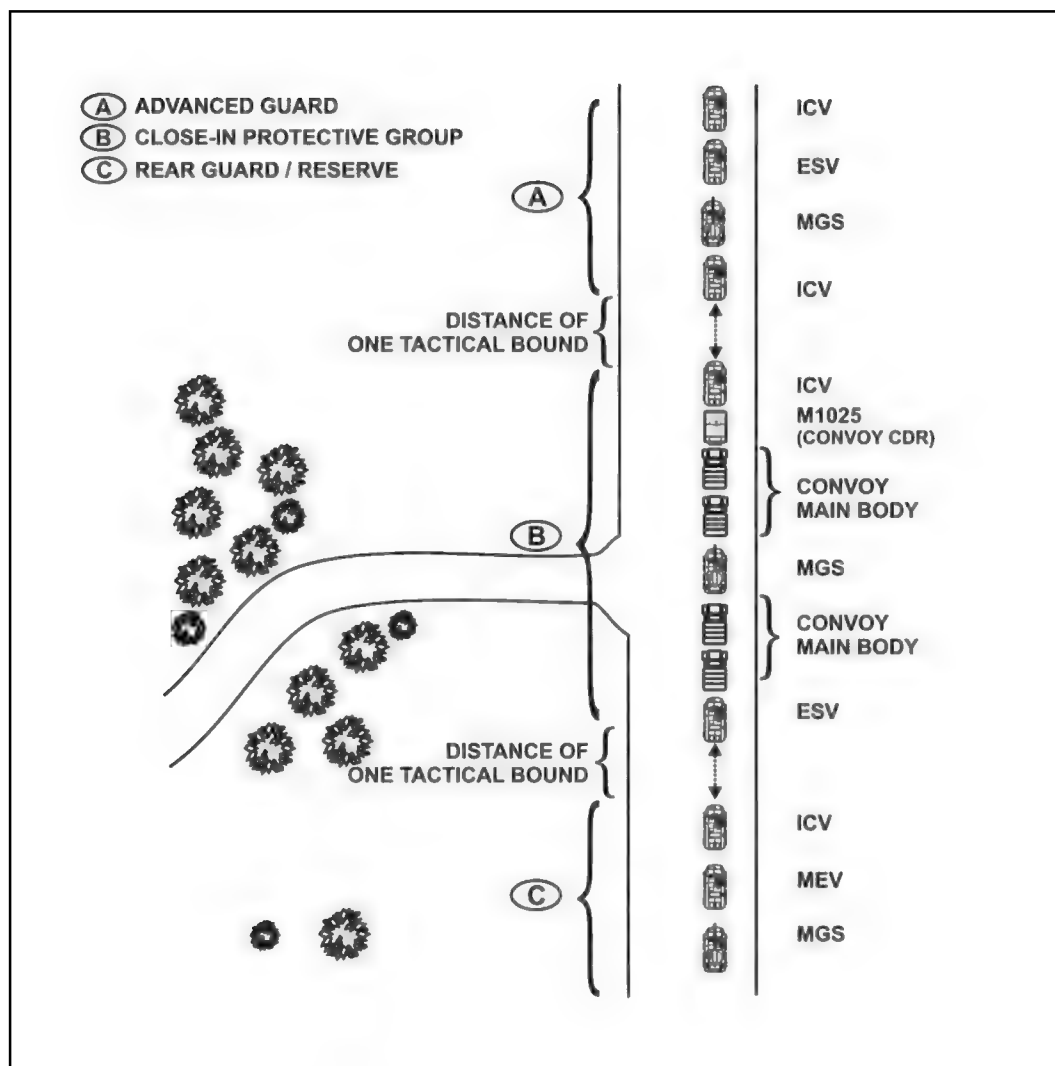 Ⓐ ADVANCED GUARD
Ⓑ CLOSE-IN PROTECTIVE GROUP
Ⓒ REAR GUARD / RESERVE
ICV
ESV
A
MGS
ICV
DISTANCE OF
ONE TACTICAL BOUND
ICV
M1025
(CONVOY CDR)
CONVOY
MAIN BODY
B
MGS
CONVOY
MAIN BODY
ESV
DISTANCE OF
ONE TACTICAL BOUND
ICV
MEV
C
MGS